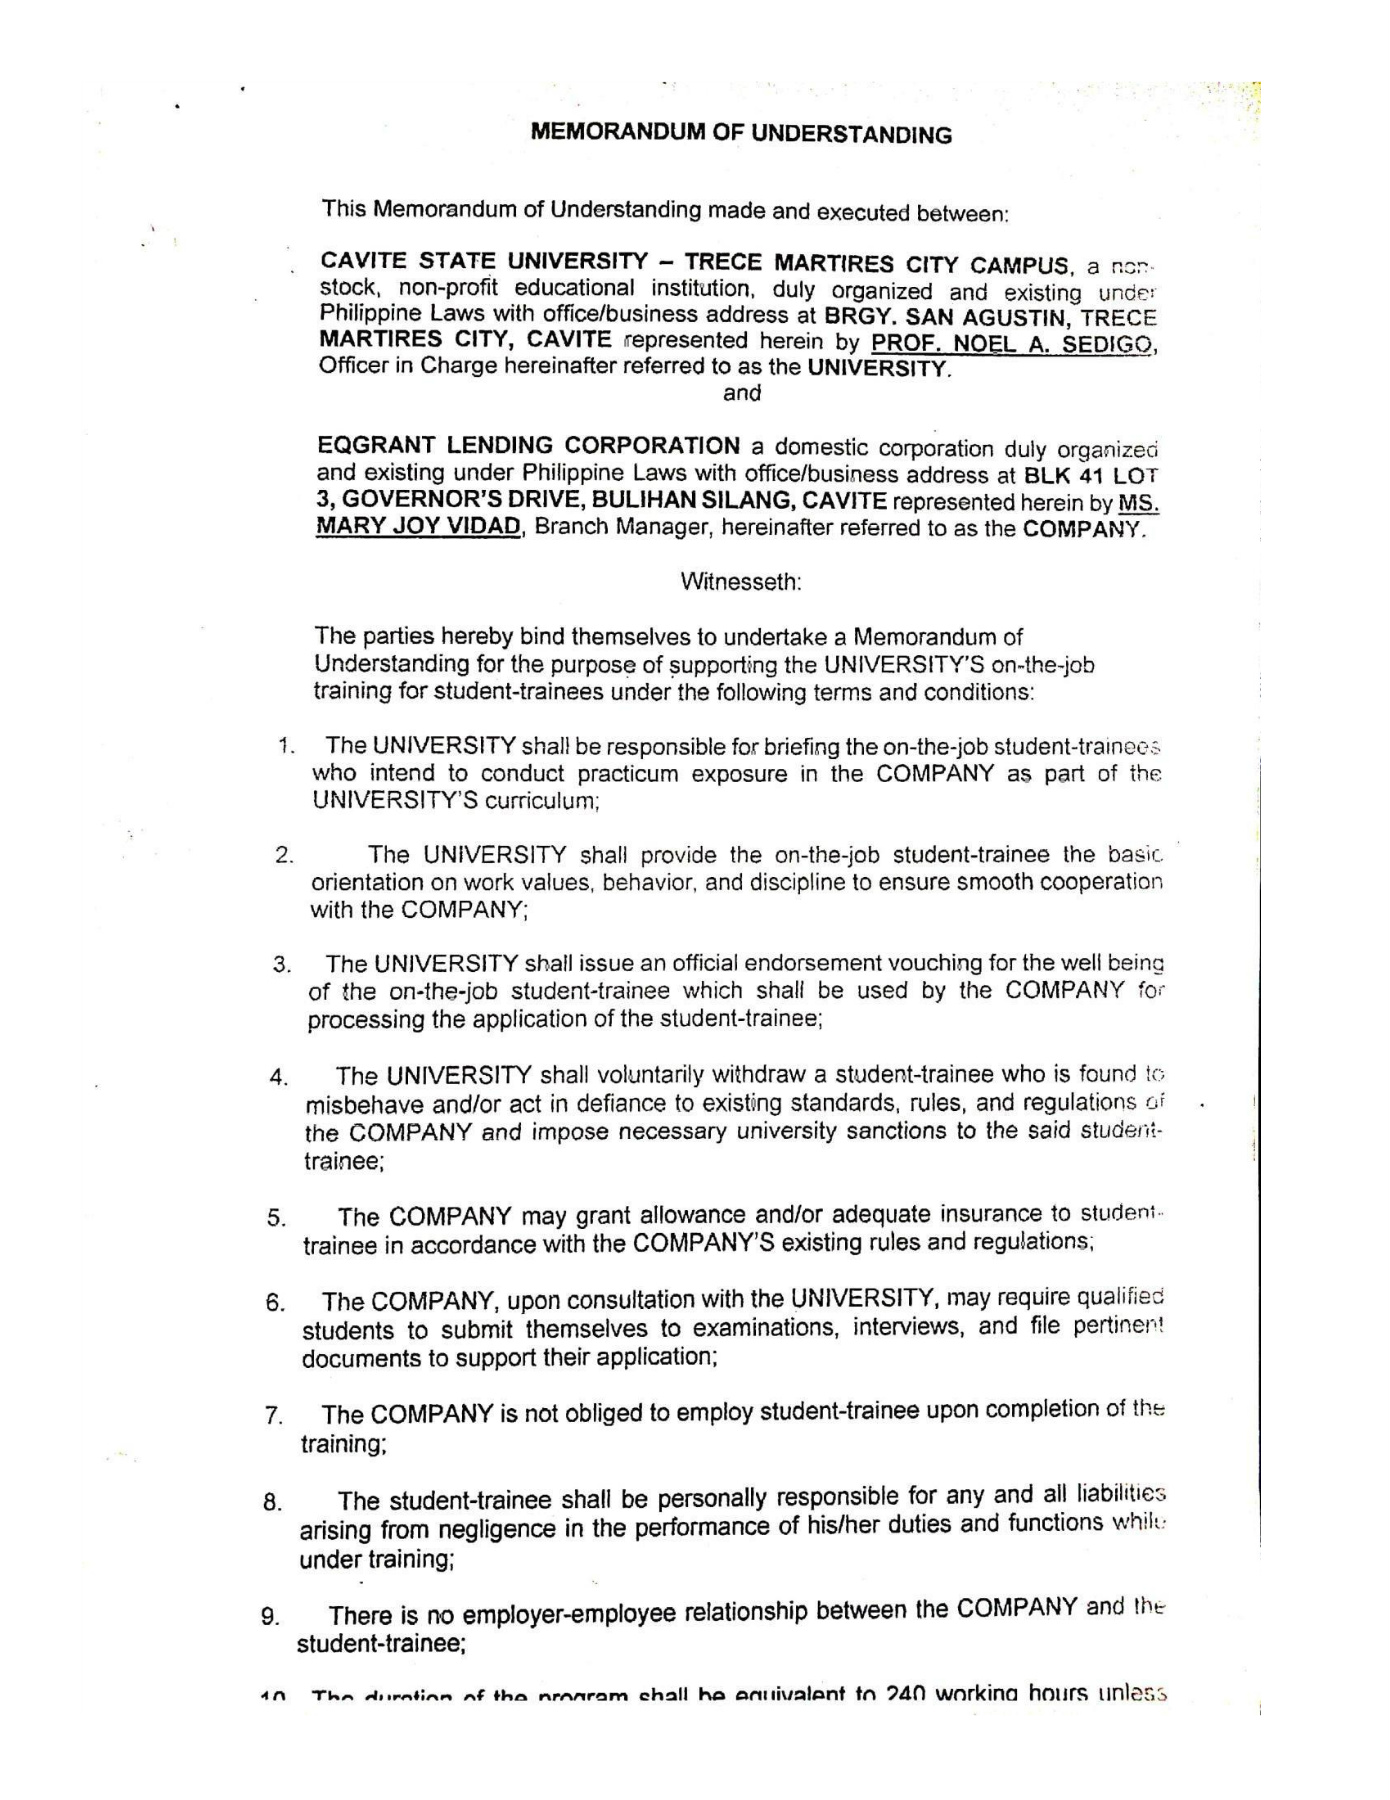 MEMORANDUM OF UNDERSTANDING
This Memorandum of Understanding made and executed between:
CAVITE STATE UNIVERSITY – TRECE MARTIRES CITY CAMPUS, a non-
stock, non-profit educational institution, duly organized and existing under
Philippine Laws with office/business address at BRGY. SAN AGUSTIN, TRECE
MARTIRES CITY, CAVITE represented herein by PROF. NOEL A. SEDIGO,
Officer in Charge hereinafter referred to as the UNIVERSITY.
and
EQGRANT LENDING CORPORATION a domestic corporation duly organized
and existing under Philippine Laws with office/business address at BLK 41 LOT
3, GOVERNOR'S DRIVE, BULIHAN SILANG, CAVITE represented herein by MS.
MARY JOY VIDAD, Branch Manager, hereinafter referred to as the COMPANY.
Witnesseth:
The parties hereby bind themselves to undertake a Memorandum of
Understanding for the purpose of supporting the UNIVERSITY'S on-the-job
training for student-trainees under the following terms and conditions:
1. The UNIVERSITY shall be responsible for briefing the on-the-job student-trainees
who intend to conduct practicum exposure in the COMPANY as part of the
UNIVERSITY'S curriculum;
2. The UNIVERSITY shall provide the on-the-job student-trainee the basic
orientation on work values, behavior, and discipline to ensure smooth cooperation
with the COMPANY;
3. The UNIVERSITY shall issue an official endorsement vouching for the well being
of the on-the-job student-trainee which shall be used by the COMPANY for
processing the application of the student-trainee;
4. The UNIVERSITY shall voluntarily withdraw a student-trainee who is found to
misbehave and/or act in defiance to existing standards, rules, and regulations of
the COMPANY and impose necessary university sanctions to the said student-
trainee;
5. The COMPANY may grant allowance and/or adequate insurance to student-
trainee in accordance with the COMPANY'S existing rules and regulations;
6. The COMPANY, upon consultation with the UNIVERSITY, may require qualified
students to submit themselves to examinations, interviews, and file pertinent
documents to support their application;
7. The COMPANY is not obliged to employ student-trainee upon completion of the
training;
8. The student-trainee shall be personally responsible for any and all liabilities
arising from negligence in the performance of his/her duties and functions while
under training;
9. There is no employer-employee relationship between the COMPANY and the
student-trainee;
10. The duration of the program shall be equivalent to 240 working hours unless